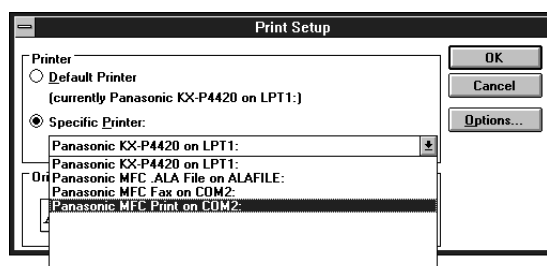 Print Setup
Printer
Default Printer
(currently Panasonic KX-P4420 on LPT1:)
Specific Printer:
Panasonic KX-P4420 on LPT1:
Panasonic KX-P4420 on LPT1:
Panasonic MFC .ALA File on ALAFILE:
Panasonic MFC Fax on COM2:
Panasonic MFC Print on COM2:
Ori
OK
Cancel
Options...